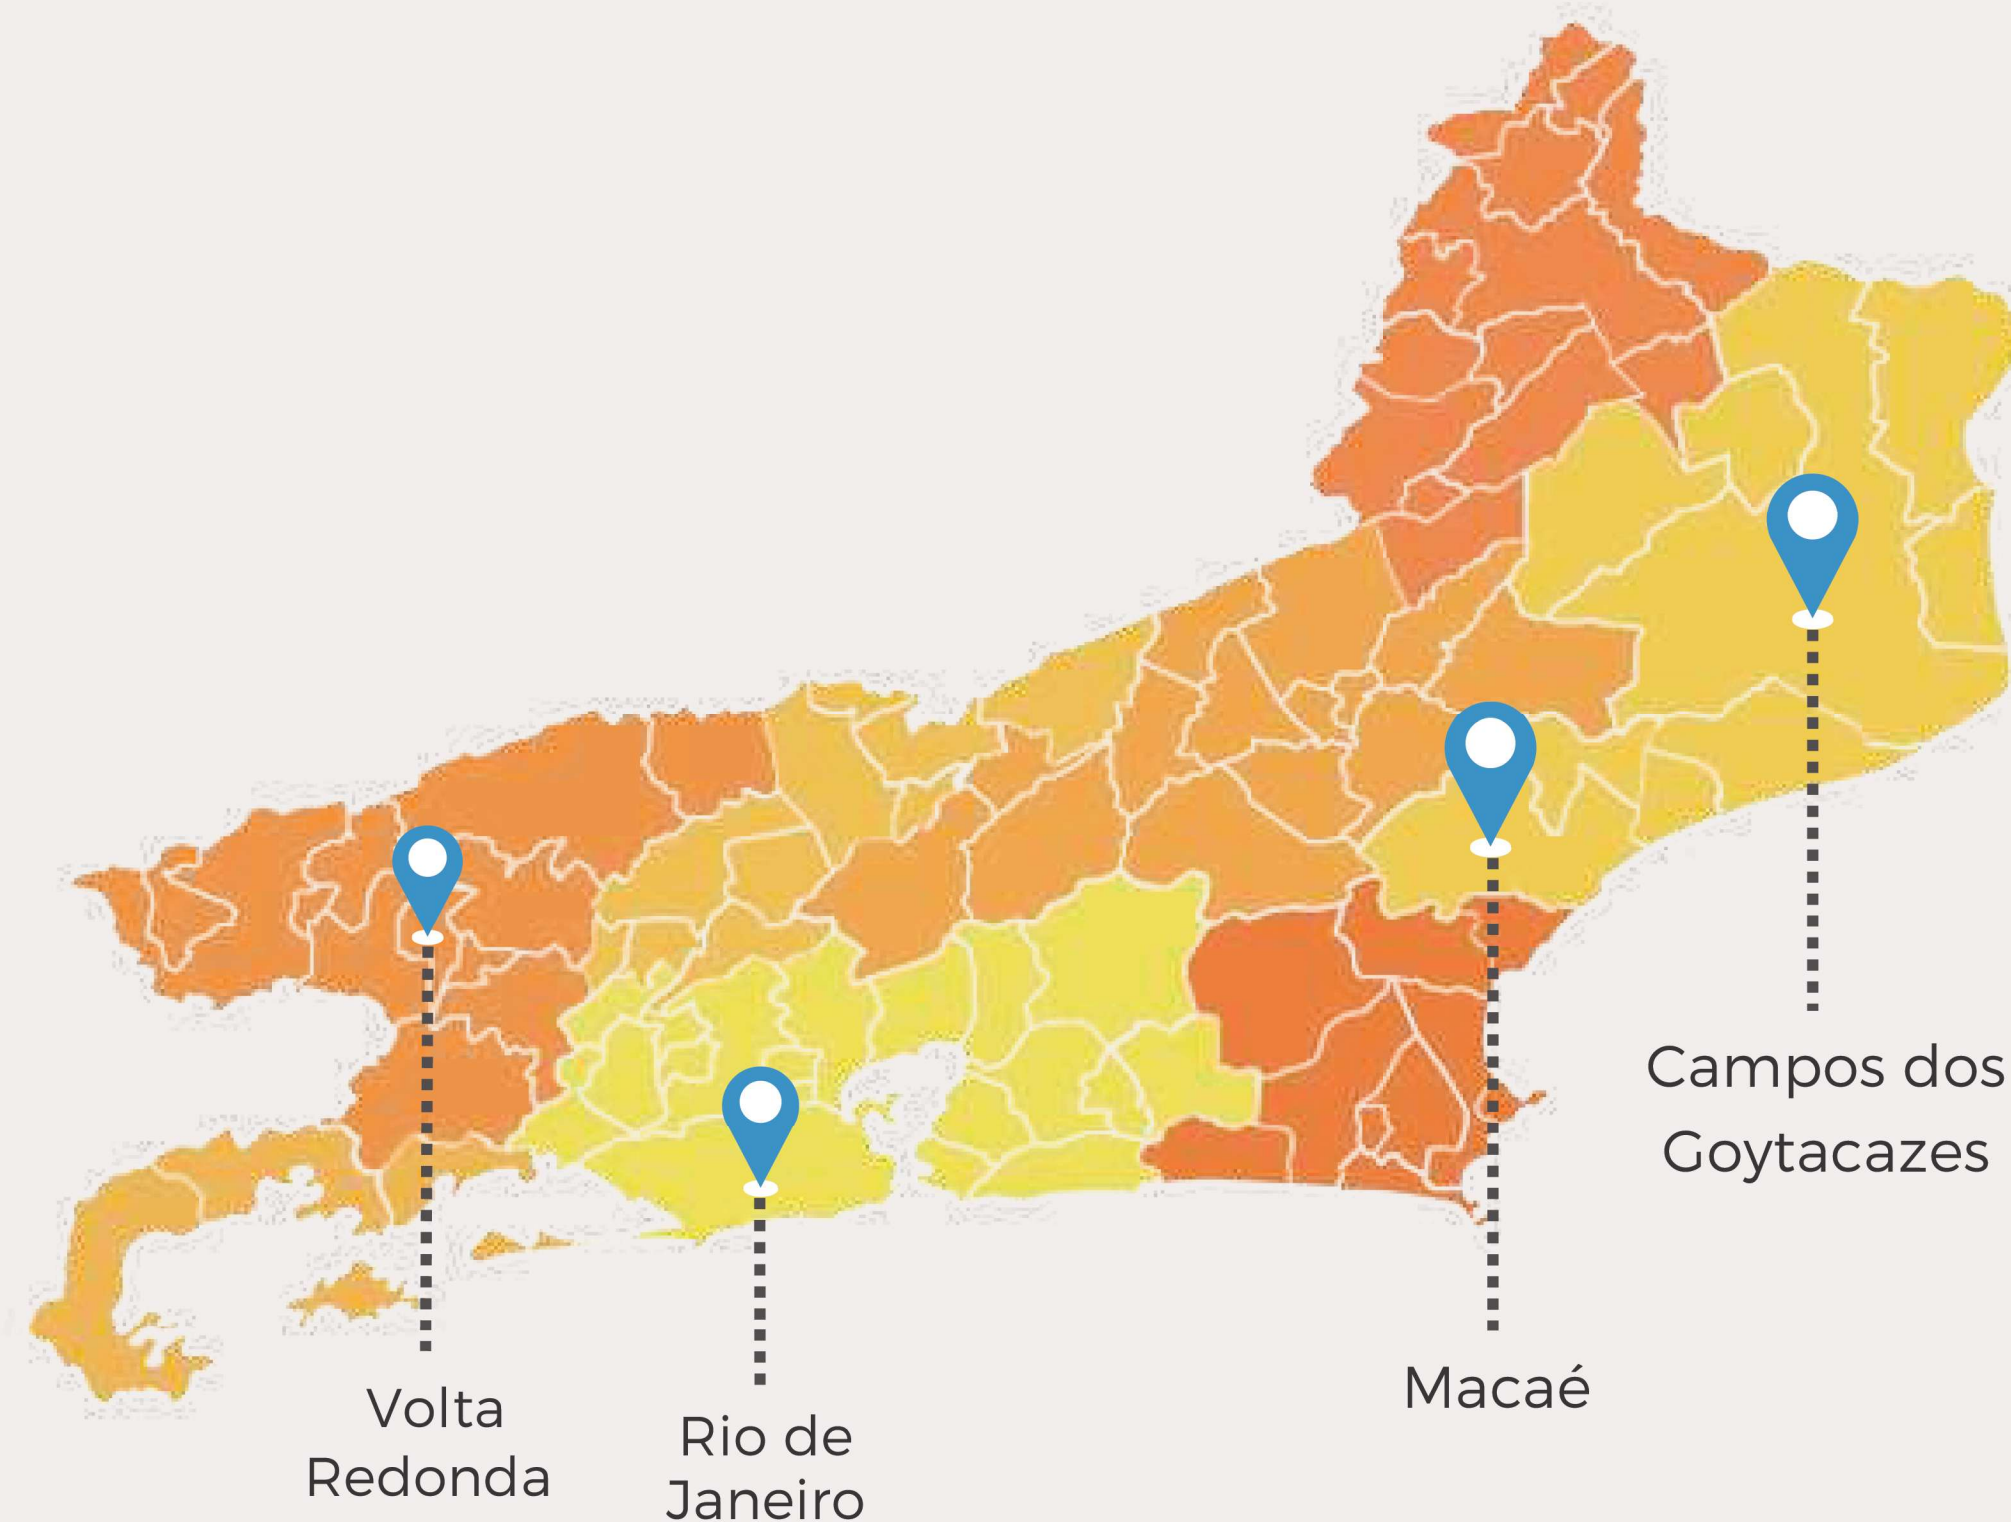 Volta
Redonda
Rio de
Janeiro
Macaé
Campos dos
Goytacazes